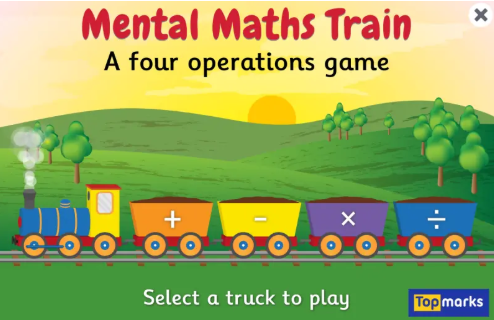 Mental Maths Train
A four operations game
+ - × ÷
Select a truck to play
Topmarks